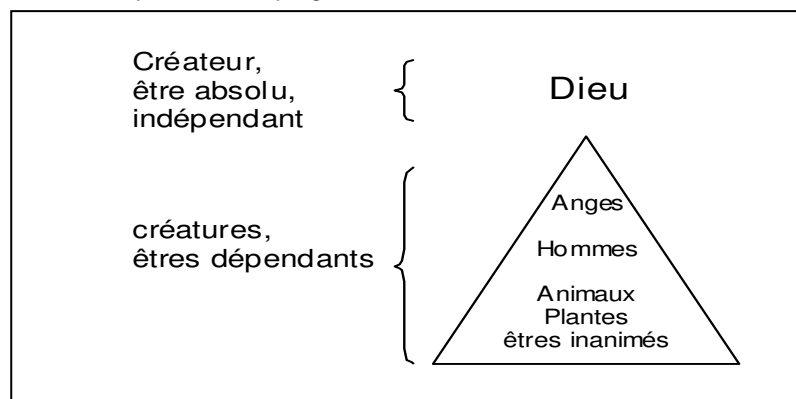 Créateur,
être absolu,
indépendant
Dieu
créatures,
êtres dépendants
Anges
Hommes
Animaux
Plantes
êtres inanimés